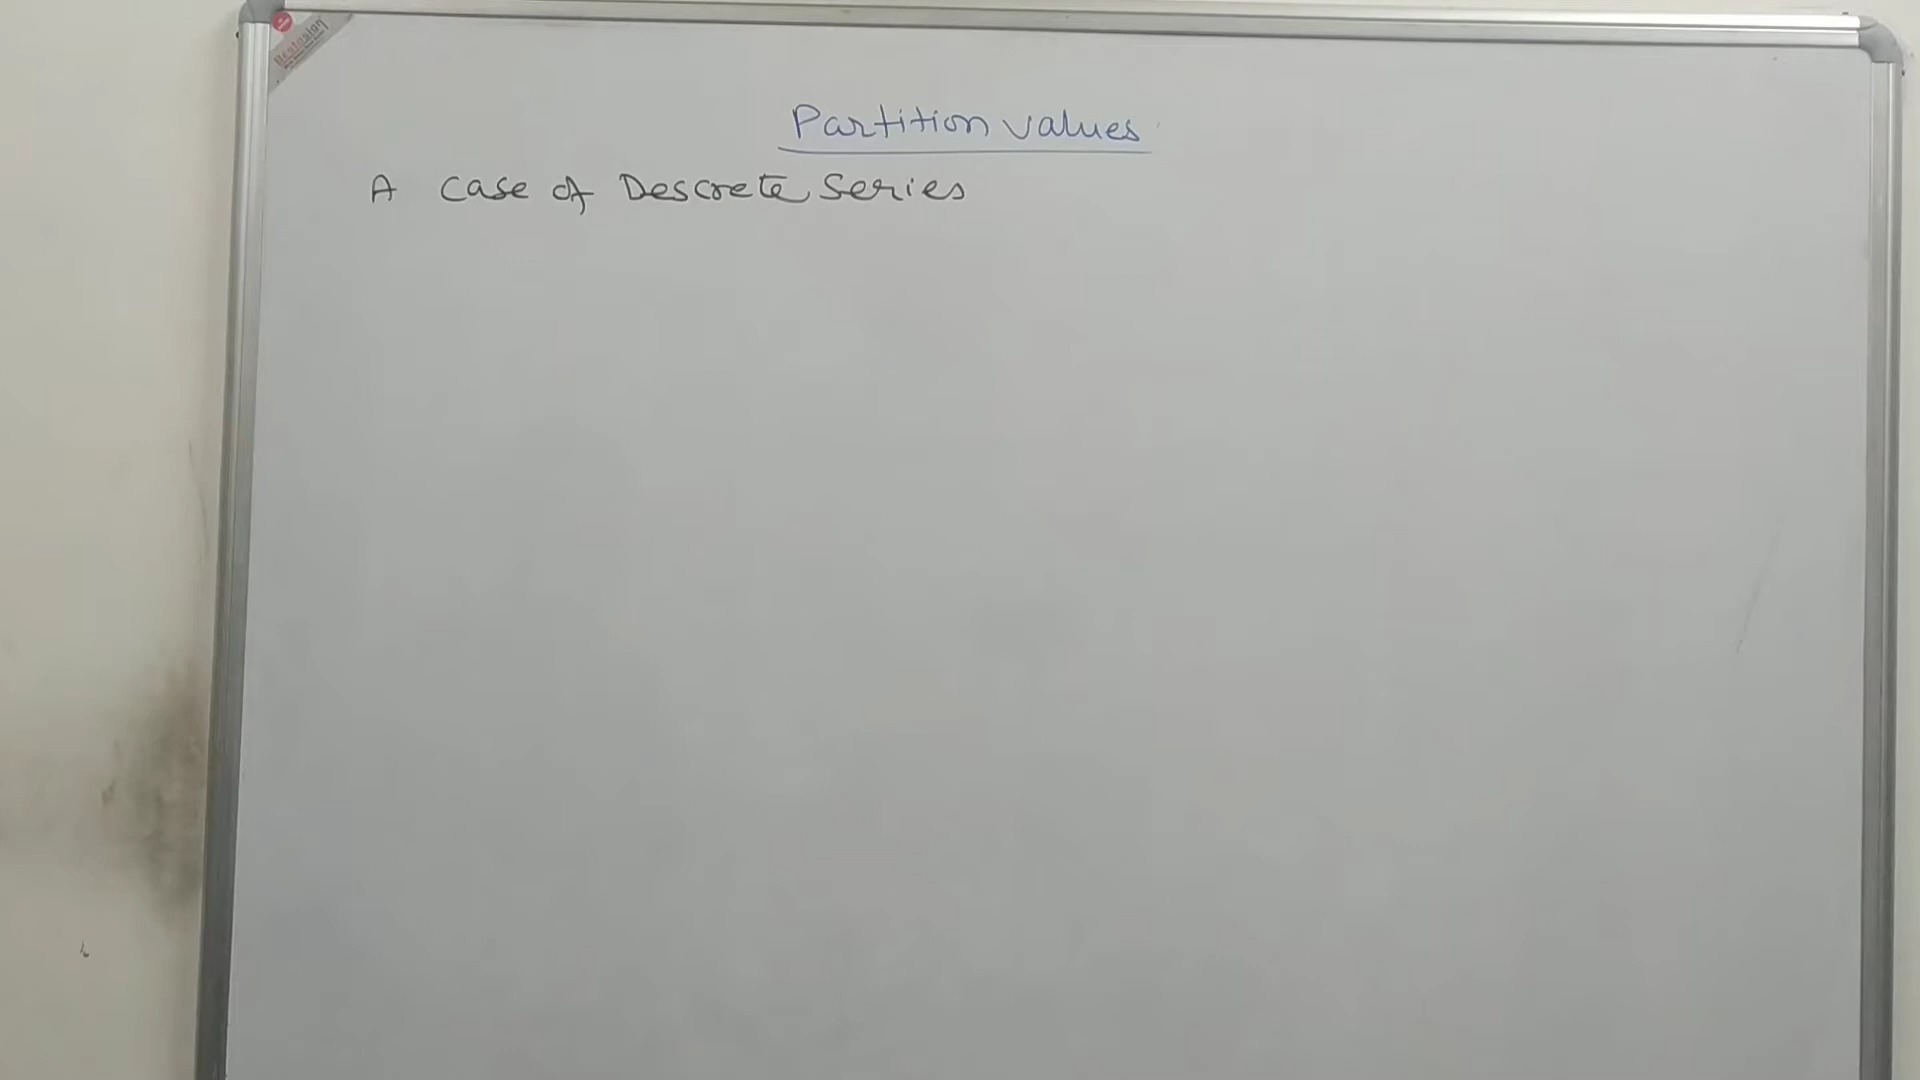 Partition values
A case of Descrete Series